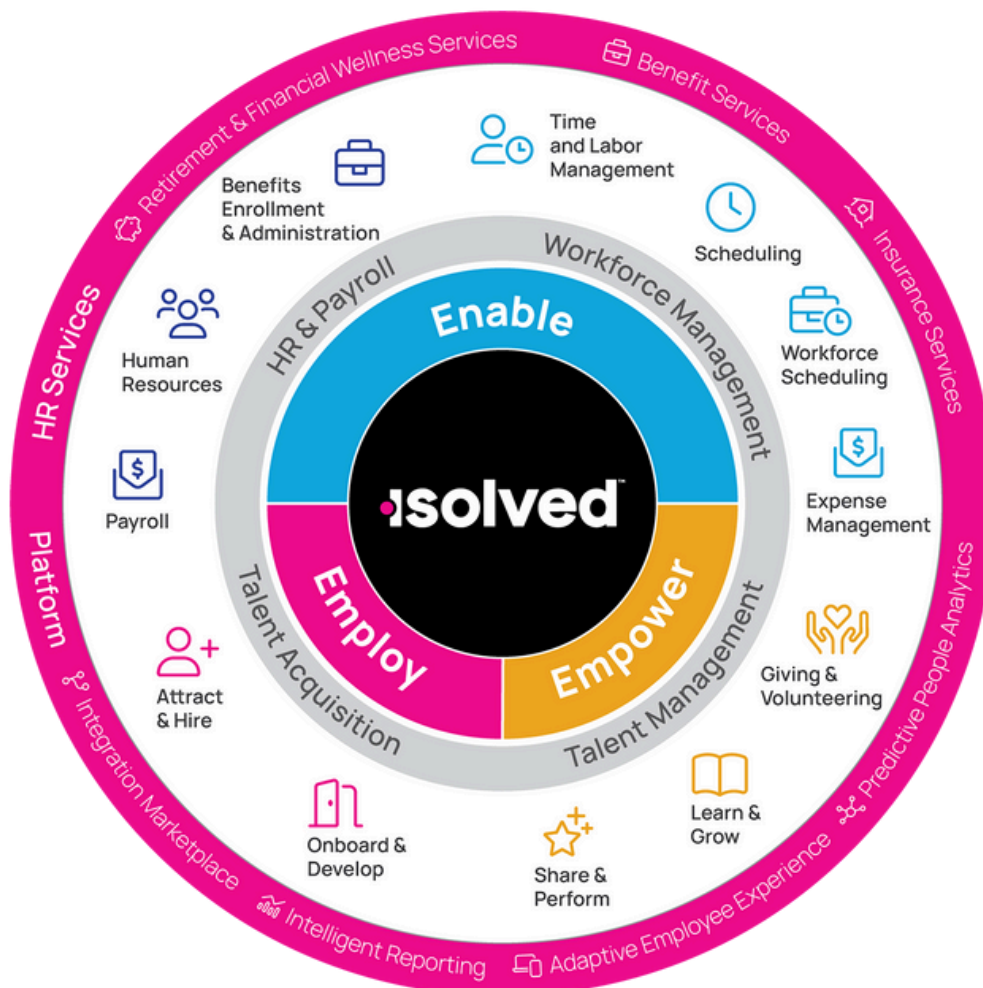 HR Services
Retirement & Financial Wellness Services
Benefit Services
Insurance Services
Platform
Integration Marketplace
Intelligent Reporting
Adaptive Employee Experience
Predictive People Analytics
Benefits
Enrollment
& Administration
Time
and Labor
Management
Scheduling
Human
Resources
Workforce
Scheduling
Payroll
Expense
Management
Attract
& Hire
Giving &
Volunteering
Onboard &
Develop
Share &
Perform
Learn &
Grow
HR & Payroll
Workforce Management
Talent Acquisition
Talent Management
Enable
Employ
Empower
isolved™